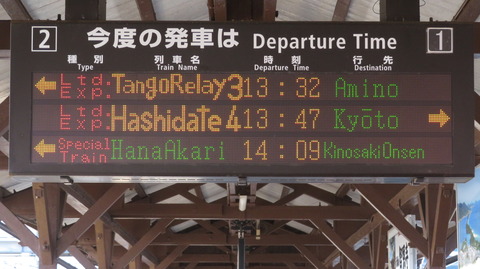 2 今度の発車は Departure Time 1
種別 列車名 時刻 行先
Type Train Name Departure Time Destination
Ltd. Exp. TangoRelay3 13:32 Amino
Ltd. Exp. Hashidate4 13:47 Kyōto
Special Train HanaAkari 14:09 KinosakiOnsen